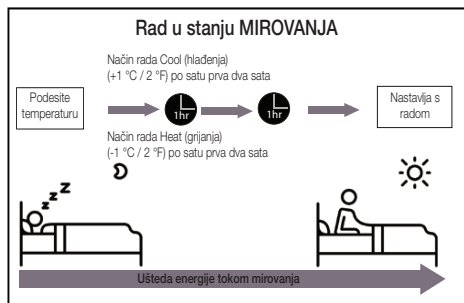 Rad u stanju MIROVANJA
Način rada Cool (hlađenja)
(+1 °C / 2 °F) po satu prva dva sata
Podesite
temperaturu
1hr
1hr
Nastavlja s
radom
Način rada Heat (grijanja)
(-1 °C / 2 °F) po satu prva dva sata
z z z
Ušteda energije tokom mirovanja